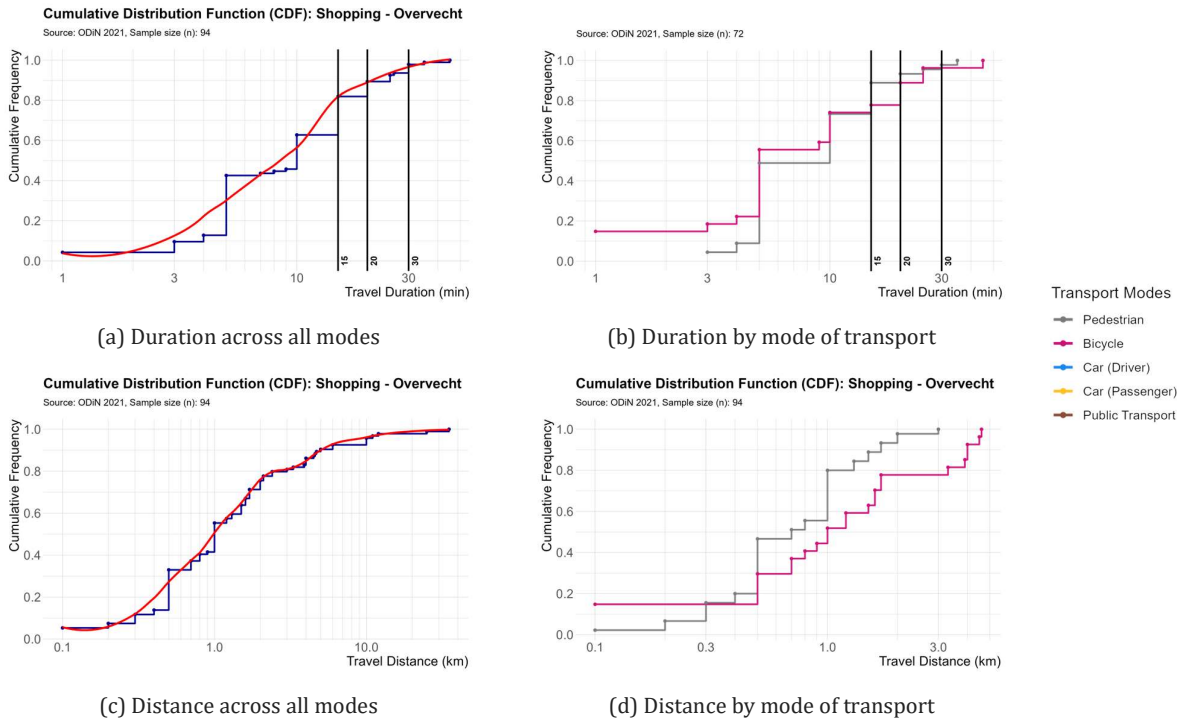 Cumulative Distribution Function (CDF): Shopping - Overvecht
Source: ODiN 2021, Sample size (n): 94
Cumulative Frequency
1.0
0.8
0.6
0.4
0.2
0.0
15
20
30
1
3
10
30
Travel Duration (min)
(a) Duration across all modes
Source: ODiN 2021, Sample size (n): 72
Cumulative Frequency
1.0
0.8
0.6
0.4
0.2
0.0
15
20
30
1
3
10
30
Travel Duration (min)
(b) Duration by mode of transport
Transport Modes
Pedestrian
Bicycle
Car (Driver)
Car (Passenger)
Public Transport
Cumulative Distribution Function (CDF): Shopping - Overvecht
Source: ODiN 2021, Sample size (n): 94
Cumulative Frequency
1.0
0.8
0.6
0.4
0.2
0.0
0.1
1.0
10.0
Travel Distance (km)
(c) Distance across all modes
Cumulative Distribution Function (CDF): Shopping - Overvecht
Source: ODiN 2021, Sample size (n): 94
Cumulative Frequency
1.0
0.8
0.6
0.4
0.2
0.0
0.1
0.3
1.0
3.0
Travel Distance (km)
(d) Distance by mode of transport